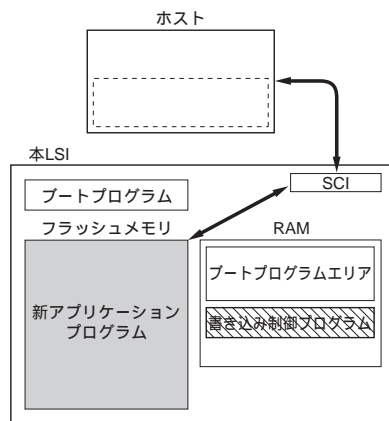 ホスト
本LSI
SCI
ブートプログラム
フラッシュメモリ
RAM
ブートプログラムエリア
新アプリケーション
プログラム
書き込み制御プログラム